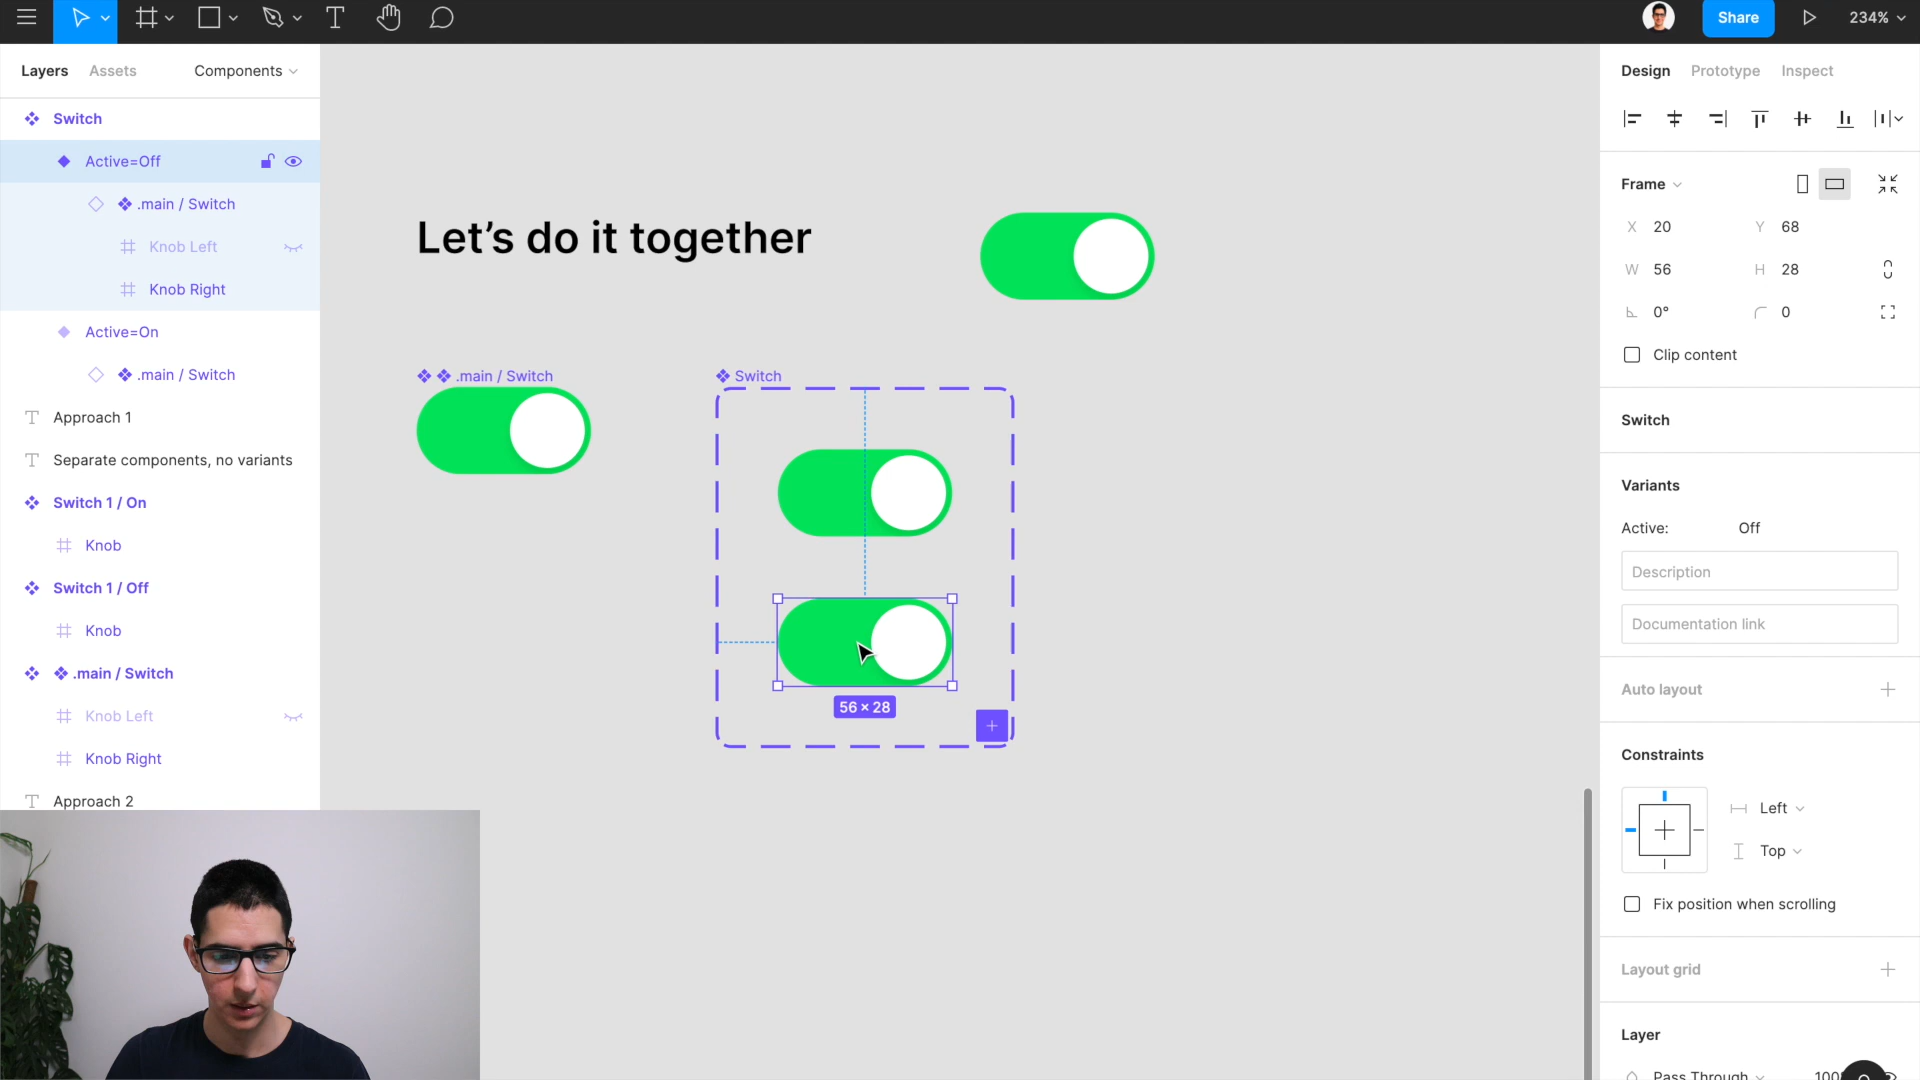 Share
234%
Layers
Assets
Components
Design
Prototype
Inspect
Switch
Active=Off
.main / Switch
Knob Left
Knob Right
Active=On
.main / Switch
Approach 1
Separate components, no variants
Switch 1 / On
Knob
Switch 1 / Off
Knob
.main / Switch
Knob Left
Knob Right
Approach 2
Let’s do it together
.main / Switch
Switch
56 × 28
Frame
X 20 Y 68
W 56 H 28
0° 0
Clip content
Switch
Variants
Active: Off
Description
Documentation link
Auto layout
Constraints
Left
Top
Fix position when scrolling
Layout grid
Layer
Pass Through